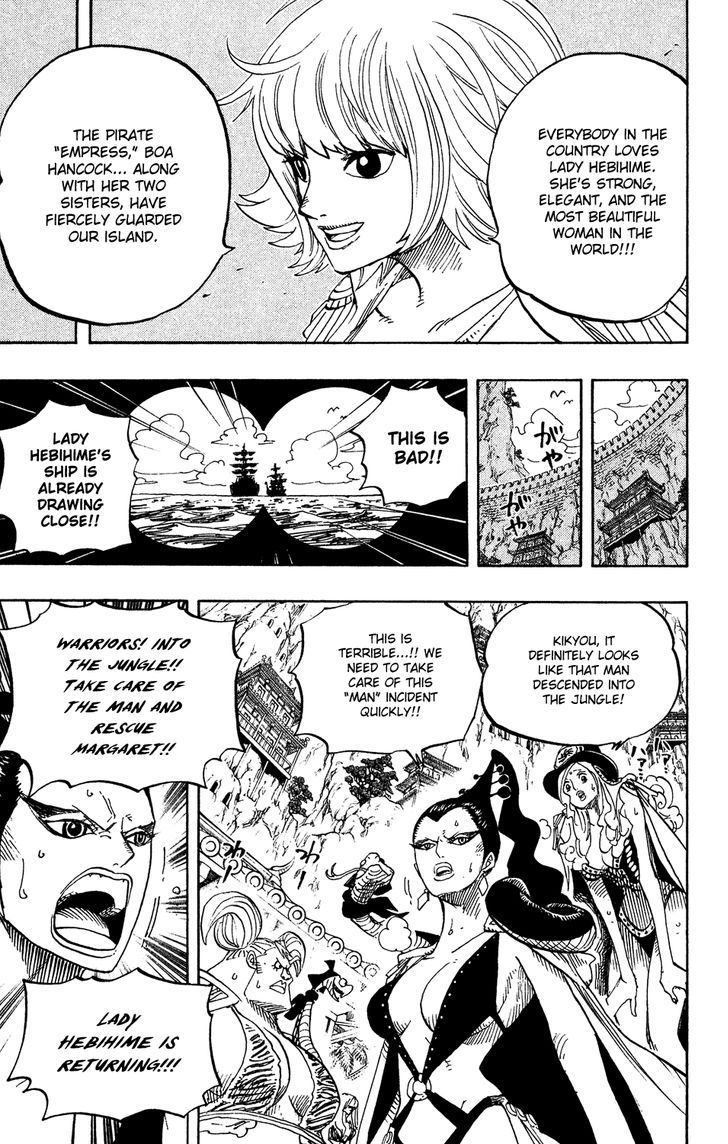 EVERYBODY IN THE
COUNTRY LOVES
LADY HEBIHIME.
SHE'S STRONG,
ELEGANT, AND THE
MOST BEAUTIFUL
WOMAN IN THE
WORLD!!!
THE PIRATE
"EMPRESS," BOA
HANCOCK... ALONG
WITH HER TWO
SISTERS, HAVE
FIERCELY GUARDED
OUR ISLAND.
がや
がや
THIS IS
BAD!!
LADY
HEBIHIME'S
SHIP IS
ALREADY
DRAWING
CLOSE!!
KIKYOU, IT
DEFINITELY LOOKS
LIKE THAT MAN
DESCENDED INTO
THE JUNGLE!
THIS IS
TERRIBLE...!! WE
NEED TO TAKE
CARE OF THIS
"MAN" INCIDENT
QUICKLY!!
WARRIORS! INTO
THE JUNGLE!!
TAKE CARE OF
THE MAN AND
RESCUE
MARGARET!!
LADY
HEBIHIME IS
RETURNING!!!